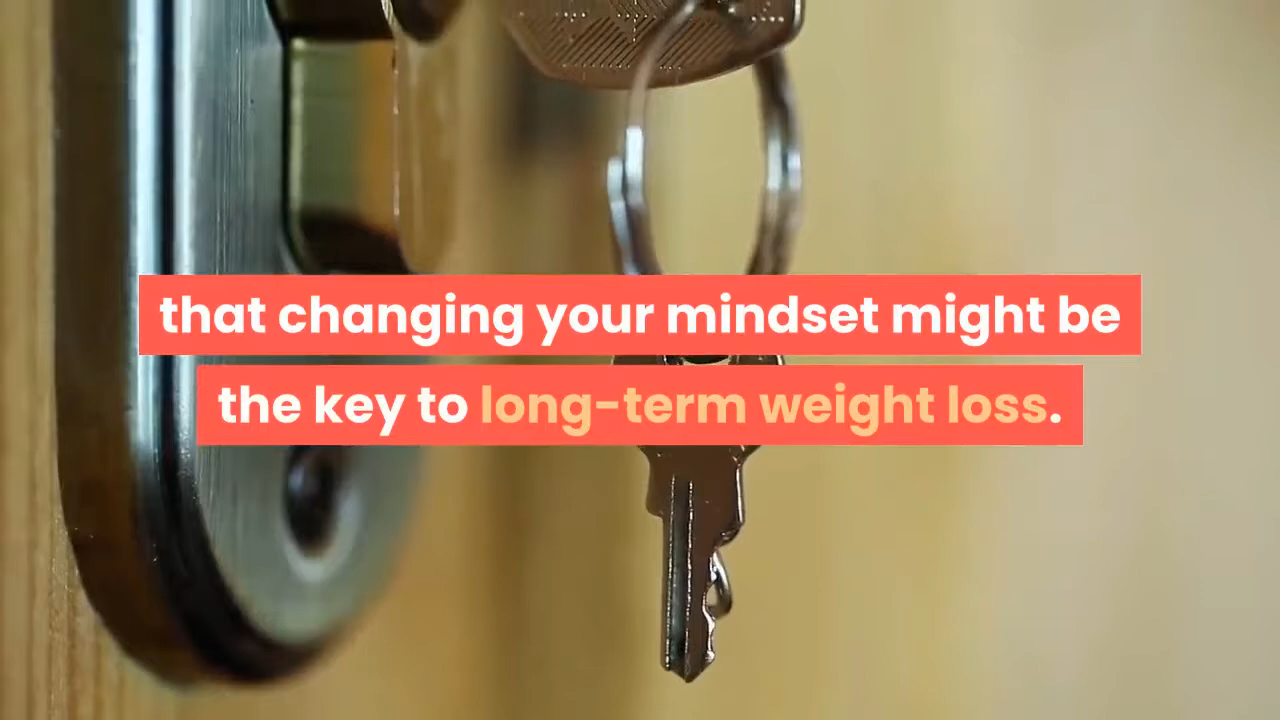 that changing your mindset might be
the key to long-term weight loss.